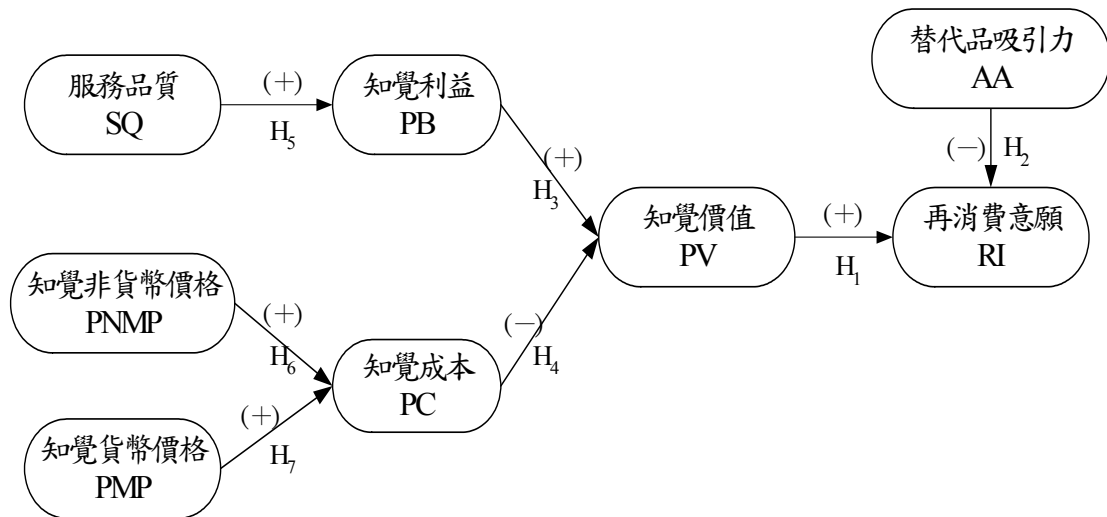 替代品吸引力
AA
服務品質
SQ
(+)
H5
知覺利益
PB
(+)
H3
(−)
H2
知覺價值
PV
(+)
H1
再消費意願
RI
知覺非貨幣價格
PNMP
(+)
H6
(−)
H4
知覺成本
PC
知覺貨幣價格
PMP
(+)
H7